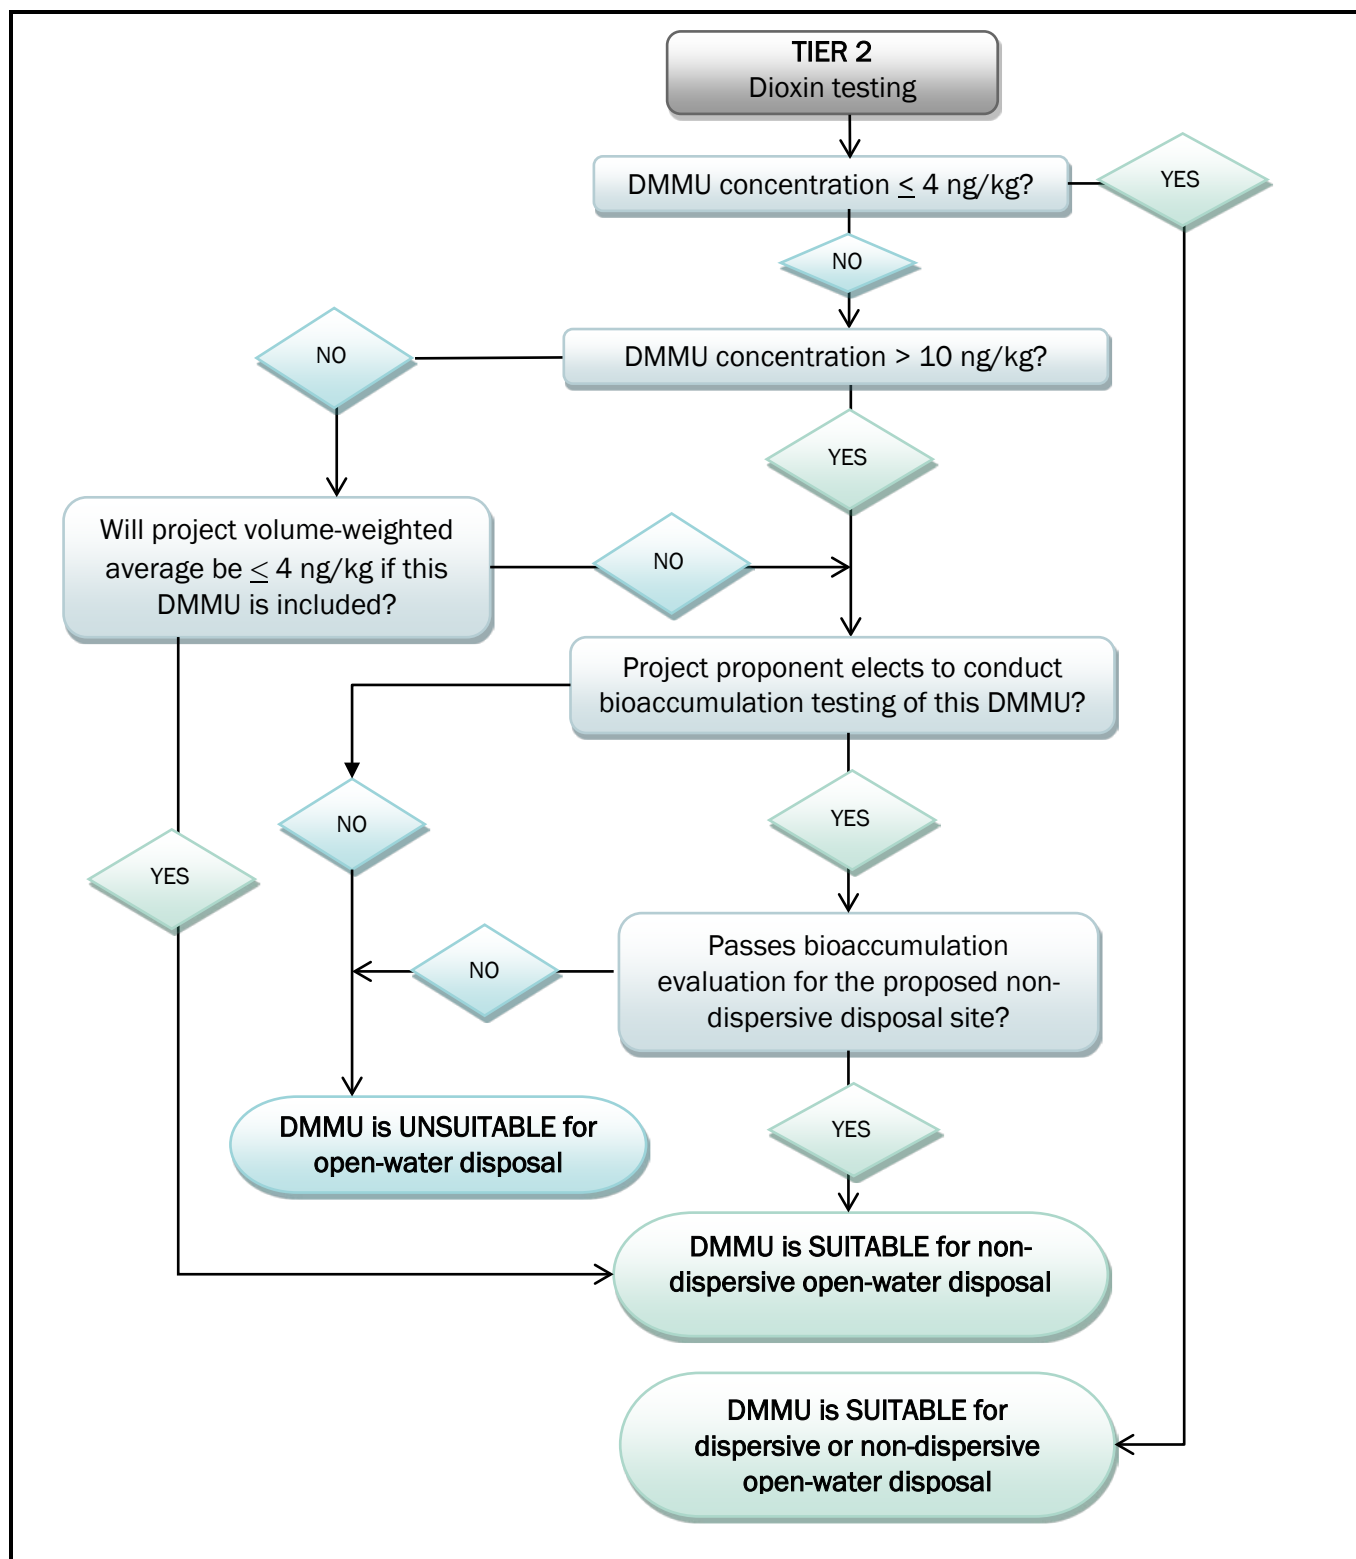 TIER 2
Dioxin testing
DMMU concentration ≤ 4 ng/kg?
YES
NO
DMMU concentration > 10 ng/kg?
NO
YES
Will project volume-weighted
average be ≤ 4 ng/kg if this
DMMU is included?
NO
Project proponent elects to conduct
bioaccumulation testing of this DMMU?
NO
YES
YES
Passes bioaccumulation
evaluation for the proposed non-
dispersive disposal site?
NO
YES
DMMU is UNSUITABLE for
open-water disposal
DMMU is SUITABLE for non-
dispersive open-water disposal
DMMU is SUITABLE for
dispersive or non-dispersive
open-water disposal